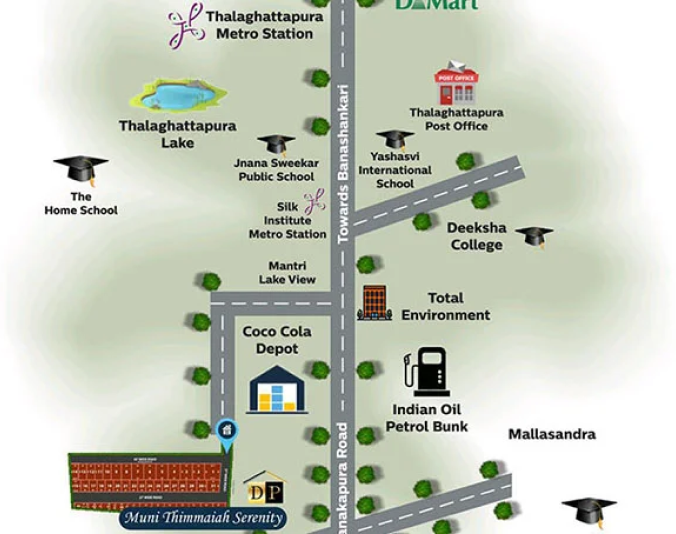 D Mart
Thalaghattapura
Metro Station
POST OFFICE
Thalaghattapura
Post Office
Thalaghattapura
Lake
Jnana Sweekar
Public School
Yashasvi
International
School
The
Home School
Towards Banashankari
Silk
Institute
Metro Station
Deeksha
College
Mantri
Lake View
Total
Environment
Coco Cola
Depot
Indian Oil
Petrol Bunk
Mallasandra
anakapura Road
DP
Muni Thimmaiah Serenity